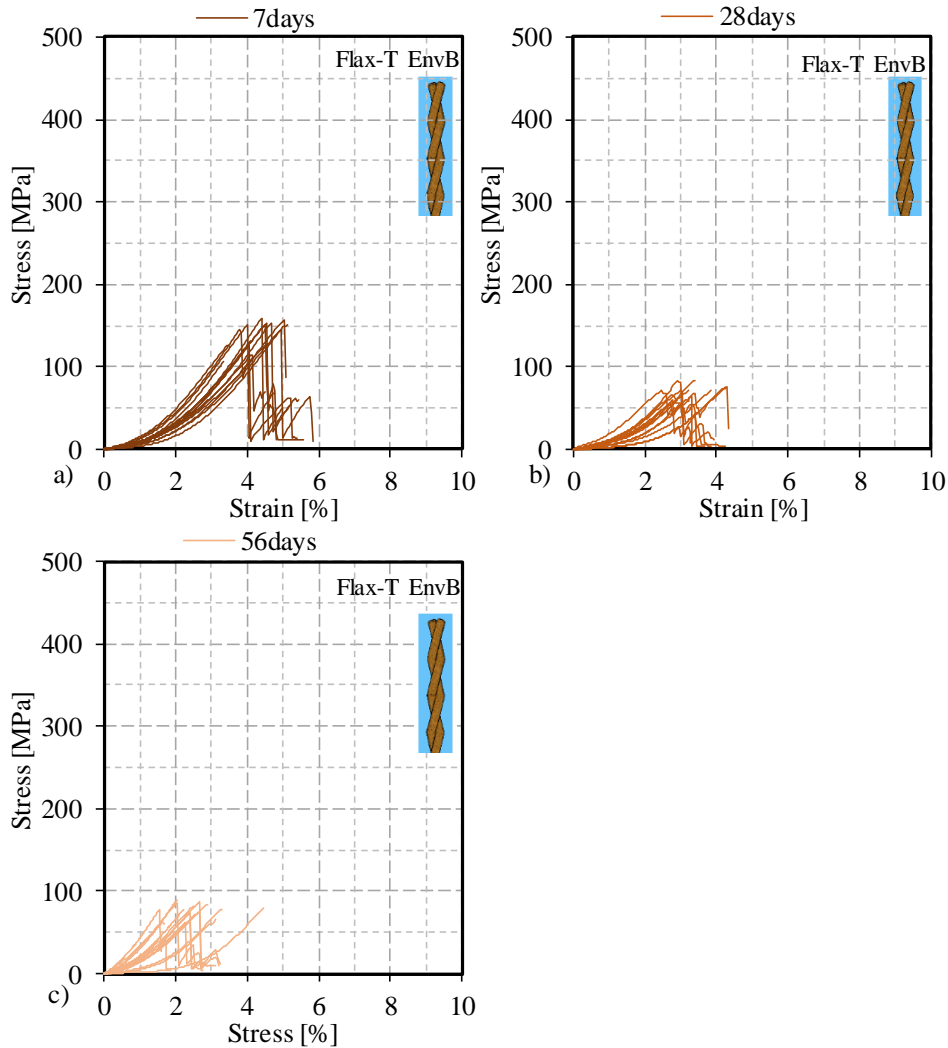 7days
500
400
300
200
100
0
Stress [MPa]
Flax-T EnvB
0 2 4 6 8 10
a)
Strain [%]
28days
500
400
300
200
100
0
Stress [MPa]
Flax-T EnvB
0 2 4 6 8 10
b)
Strain [%]
56days
500
400
300
200
100
0
Stress [MPa]
Flax-T EnvB
0 2 4 6 8 10
c)
Stress [%]